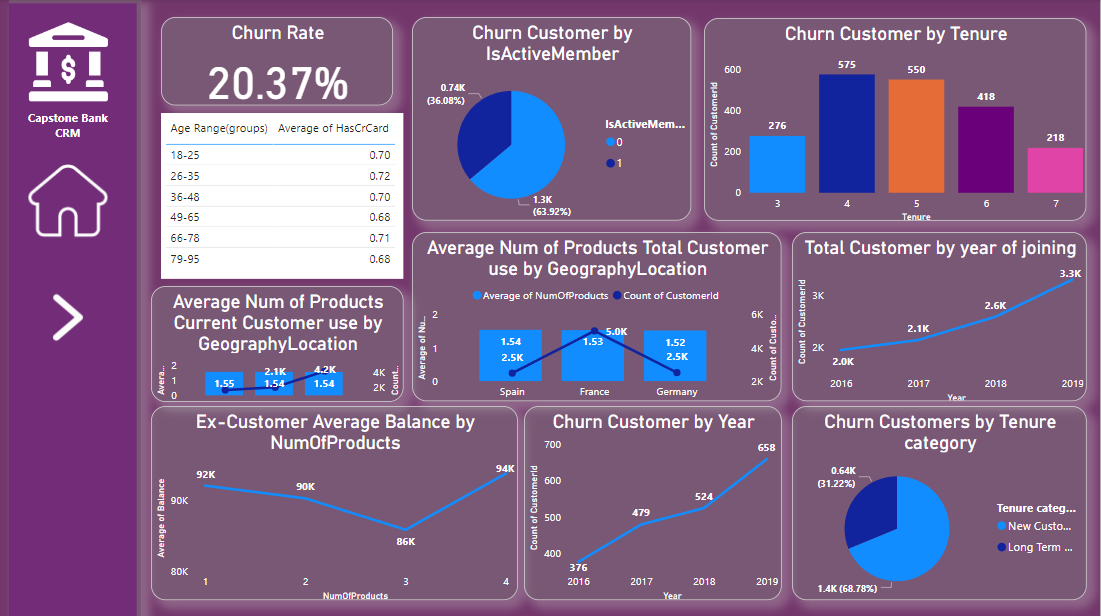 $
Capstone Bank
CRM
Churn Rate
20.37%
Age Range(groups) Average of HasCrCard
18-25 0.70
26-35 0.72
36-48 0.70
49-65 0.68
66-78 0.71
79-95 0.68
Churn Customer by
IsActiveMember
0.74K
(36.08%)
1.3K
(63.92%)
IsActiveMem...
0
1
Churn Customer by Tenure
Count of CustomerId
600
400
200
0
276
575
550
418
218
3 4 5 6 7
Tenure
Average Num of Products
Current Customer use by
GeographyLocation
Avera...
2
1
0
1.55
2.1K
1.54
4.2K
1.54
4K
2K
Count...
Average Num of Products Total Customer
use by GeographyLocation
Average of NumOfProducts Count of CustomerId
Average of Nu...
2
1
0
1.54
2.5K
5.0K
1.53
1.52
2.5K
6K
4K
2K
Count of Custo...
Spain France Germany
Total Customer by year of joining
Count of CustomerId
3K
2K
2.0K
2.1K
2.6K
3.3K
2016 2017 2018 2019
Year
Ex-Customer Average Balance by
NumOfProducts
Average of Balance
90K
80K
92K
90K
86K
94K
1 2 3 4
NumOfProducts
Churn Customer by Year
Count of CustomerId
700
600
500
400
376
479
524
658
2016 2017 2018 2019
Year
Churn Customers by Tenure
category
0.64K
(31.22%)
1.4K (68.78%)
Tenure categ...
New Custo...
Long Term ...